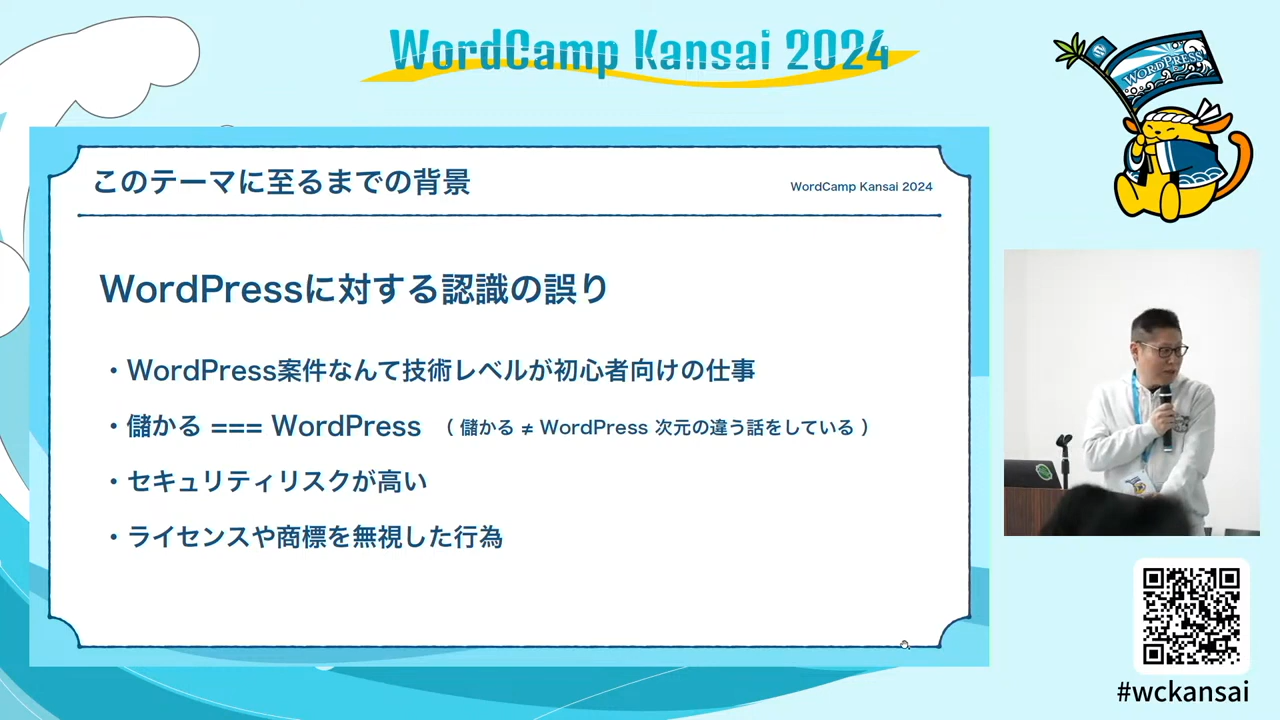 WordCamp Kansai 2024
WORDPRESS
このテーマに至るまでの背景
WordCamp Kansai 2024
WordPressに対する認識の誤り
・WordPress案件なんて技術レベルが初心者向けの仕事
・儲かる === WordPress （ 儲かる ≠ WordPress 次元の違う話をしている ）
・セキュリティリスクが高い
・ライセンスや商標を無視した行為
#wckansai